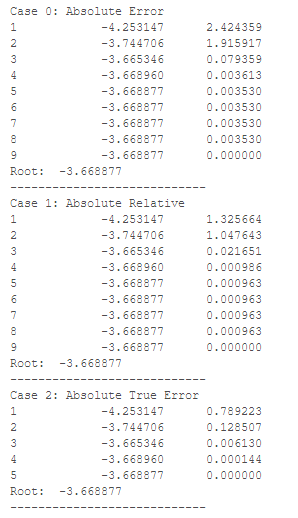 Case 0: Absolute Error
1 -4.253147 2.424359
2 -3.744706 1.915917
3 -3.665346 0.079359
4 -3.668960 0.003613
5 -3.668877 0.003530
6 -3.668877 0.003530
7 -3.668877 0.003530
8 -3.668877 0.003530
9 -3.668877 0.000000
Root: -3.668877
----------------------------
Case 1: Absolute Relative
1 -4.253147 1.325664
2 -3.744706 1.047643
3 -3.665346 0.021651
4 -3.668960 0.000986
5 -3.668877 0.000963
6 -3.668877 0.000963
7 -3.668877 0.000963
8 -3.668877 0.000963
9 -3.668877 0.000000
Root: -3.668877
----------------------------
Case 2: Absolute True Error
1 -4.253147 0.789223
2 -3.744706 0.128507
3 -3.665346 0.006130
4 -3.668960 0.000144
5 -3.668877 0.000000
Root: -3.668877
----------------------------